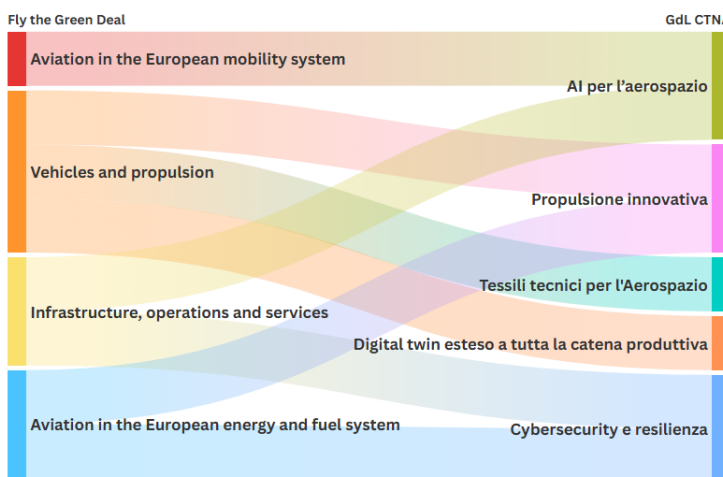 Fly the Green Deal
GdL CTNA
Aviation in the European mobility system
AI per l’aerospazio
Vehicles and propulsion
Propulsione innovativa
Tessili tecnici per l'Aerospazio
Infrastructure, operations and services
Digital twin esteso a tutta la catena produttiva
Aviation in the European energy and fuel system
Cybersecurity e resilienza